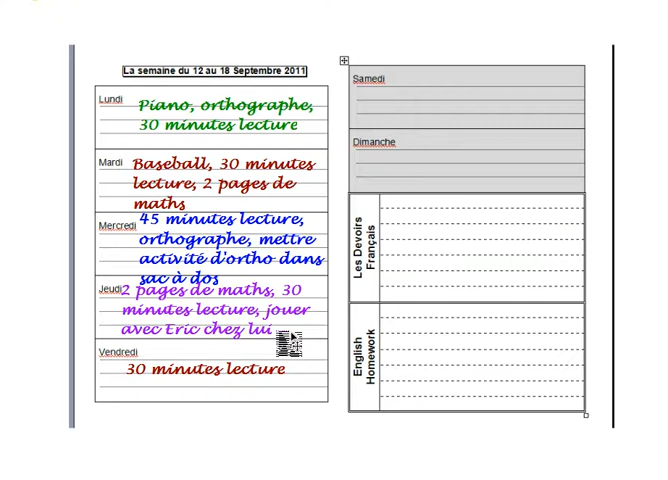 La semaine du 12 au 18 Septembre 2011
Lundi
Piano, orthographe,
30 minutes lecture
Mardi
Baseball, 30 minutes
lecture, 2 pages de
maths
Mercredi
45 minutes lecture,
orthographe, mettre
activité d'ortho dans
sac à dos
Jeudi
2 pages de maths, 30
minutes lecture, jouer
avec Eric chez lui
Vendredi
30 minutes lecture
Samedi
Dimanche
Les Devoirs
Français
English
Homework